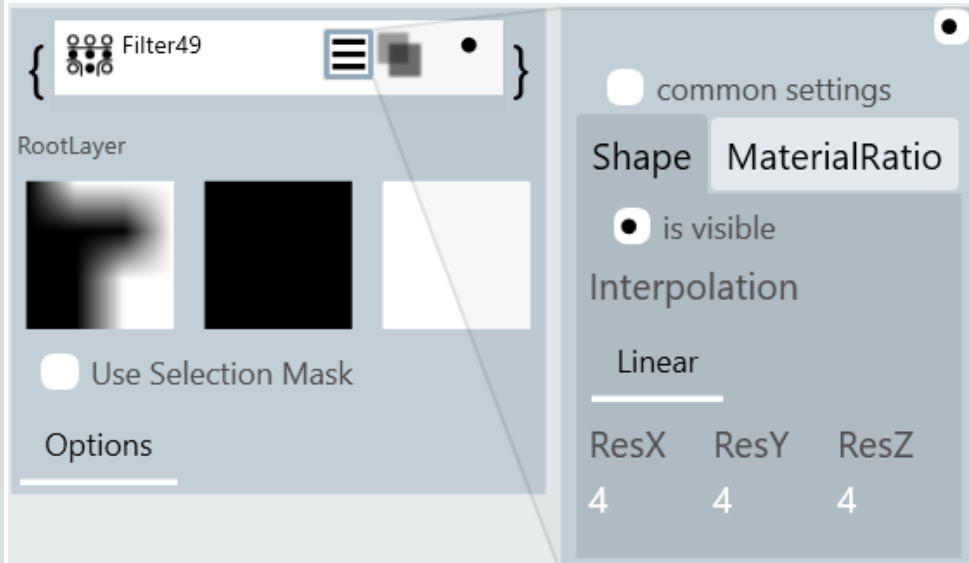 { Filter49 }
RootLayer
Use Selection Mask
Options
common settings
Shape MaterialRatio
is visible
Interpolation
Linear
ResX ResY ResZ
4 4 4